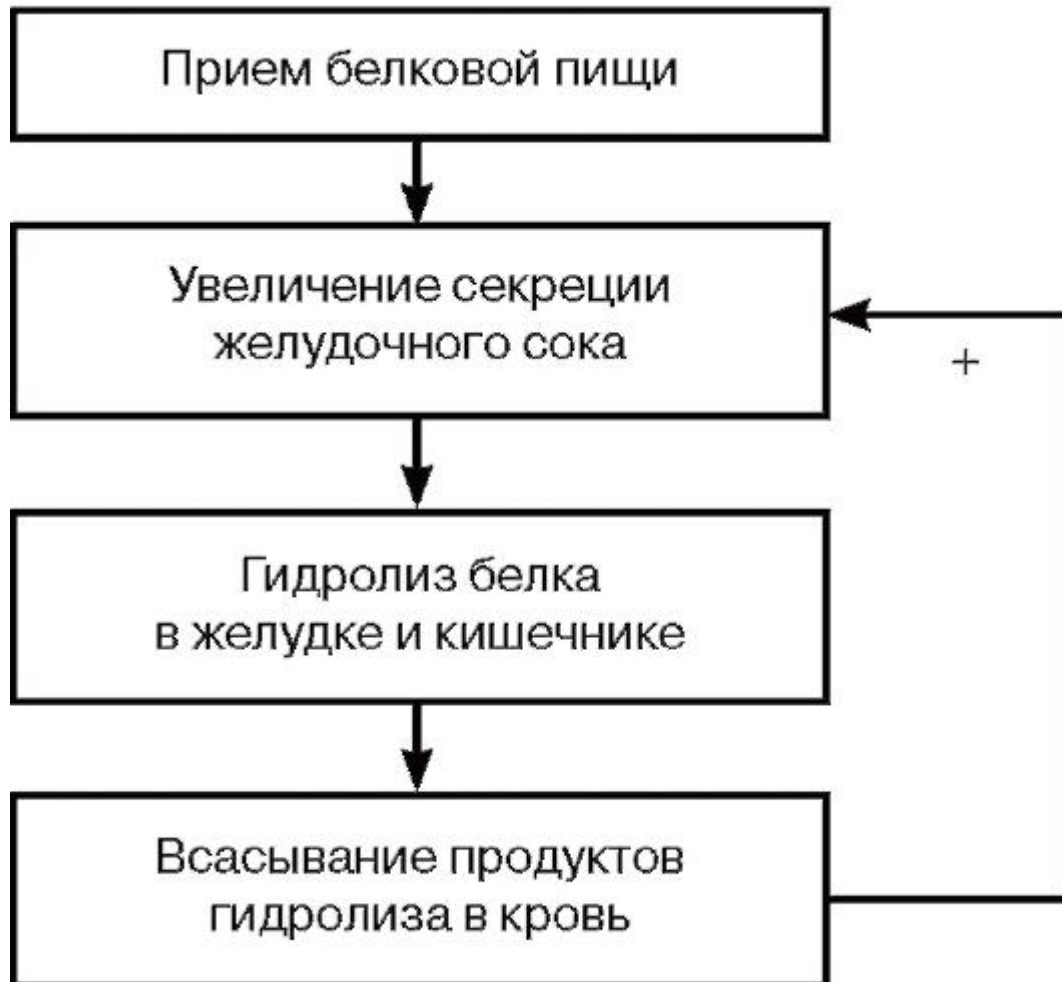 Прием белковой пищи
Увеличение секреции
желудочного сока
+
Гидролиз белка
в желудке и кишечнике
Всасывание продуктов
гидролиза в кровь